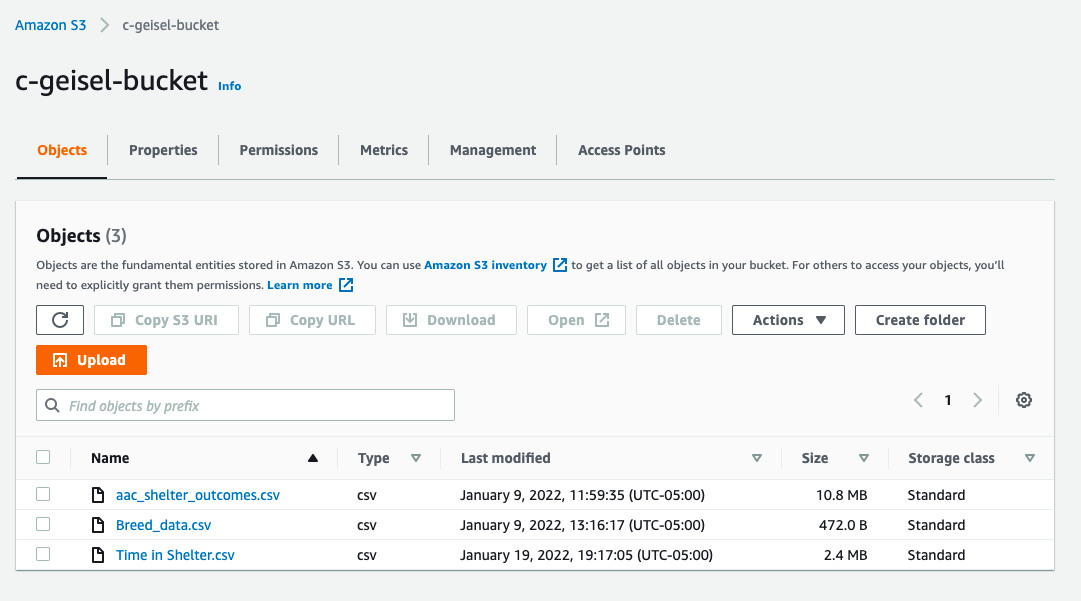 Amazon S3 > c-geisel-bucket
c-geisel-bucket Info
Objects Properties Permissions Metrics Management Access Points
Objects (3)
Objects are the fundamental entities stored in Amazon S3. You can use Amazon S3 inventory to get a list of all objects in your bucket. For others to access your objects, you'll
need to explicitly grant them permissions. Learn more
Copy S3 URI Copy URL Download Open Delete Actions Create folder
Upload
Find objects by prefix 1
Name Type Last modified Size Storage class
aac_shelter_outcomes.csv csv January 9, 2022, 11:59:35 (UTC-05:00) 10.8 MB Standard
Breed_data.csv csv January 9, 2022, 13:16:17 (UTC-05:00) 472.0 B Standard
Time in Shelter.csv csv January 19, 2022, 19:17:05 (UTC-05:00) 2.4 MB Standard